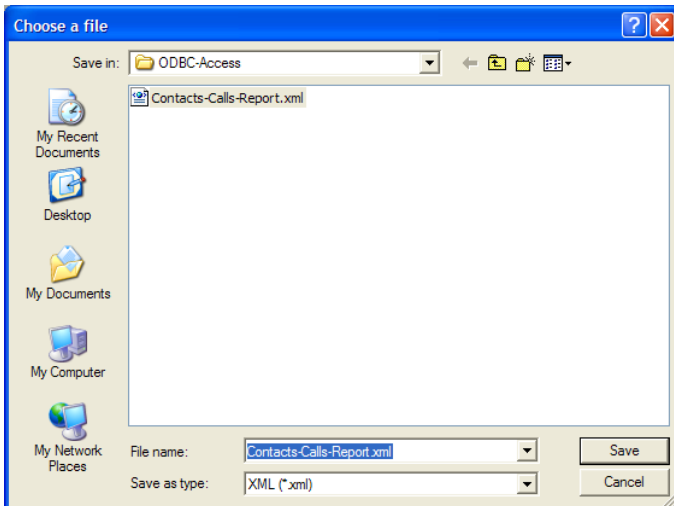 Choose a file
Save in: ODBC-Access
Contacts-Calls-Report.xml
My Recent
Documents
Desktop
My Documents
My Computer
My Network
Places
File name: Contacts-Calls-Report.xml Save
Save as type: XML (*.xml) Cancel